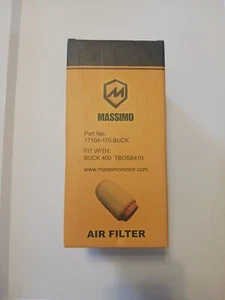 MASSIMO
Part No.:
17104-115-BUCK
FIT WITH:
BUCK 400 TBOSS410
www.massimomotor.com
AIR FILTER